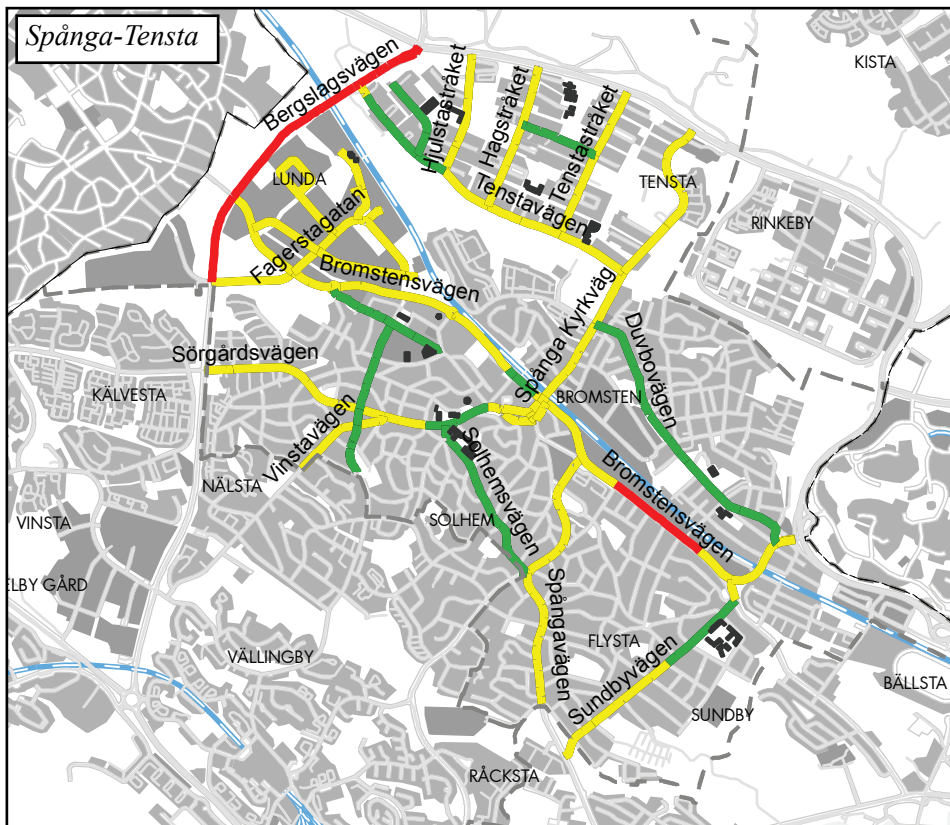 Spånga-Tensta
KISTA
Bergslagsvägen
Hjulstastråket
Hagstråket
Tenstastråket
LUNDA
TENSTA
Tenstavägen
RINKEBY
Fagerstagatan
Bromstensvägen
Spånga Kyrkväg
Duvbovägen
Sörgårdsvägen
KÄLVESTA
BROMSTEN
Vinstavägen
Solhemsvägen
NÄLSTA
Bromstensvägen
VINSTA
SOLHEM
ELBY GÅRD
Spångavägen
FLYSTA
VÄLLINGBY
Sundbyvägen
BÄLLSTA
SUNDBY
RÅCKSTA